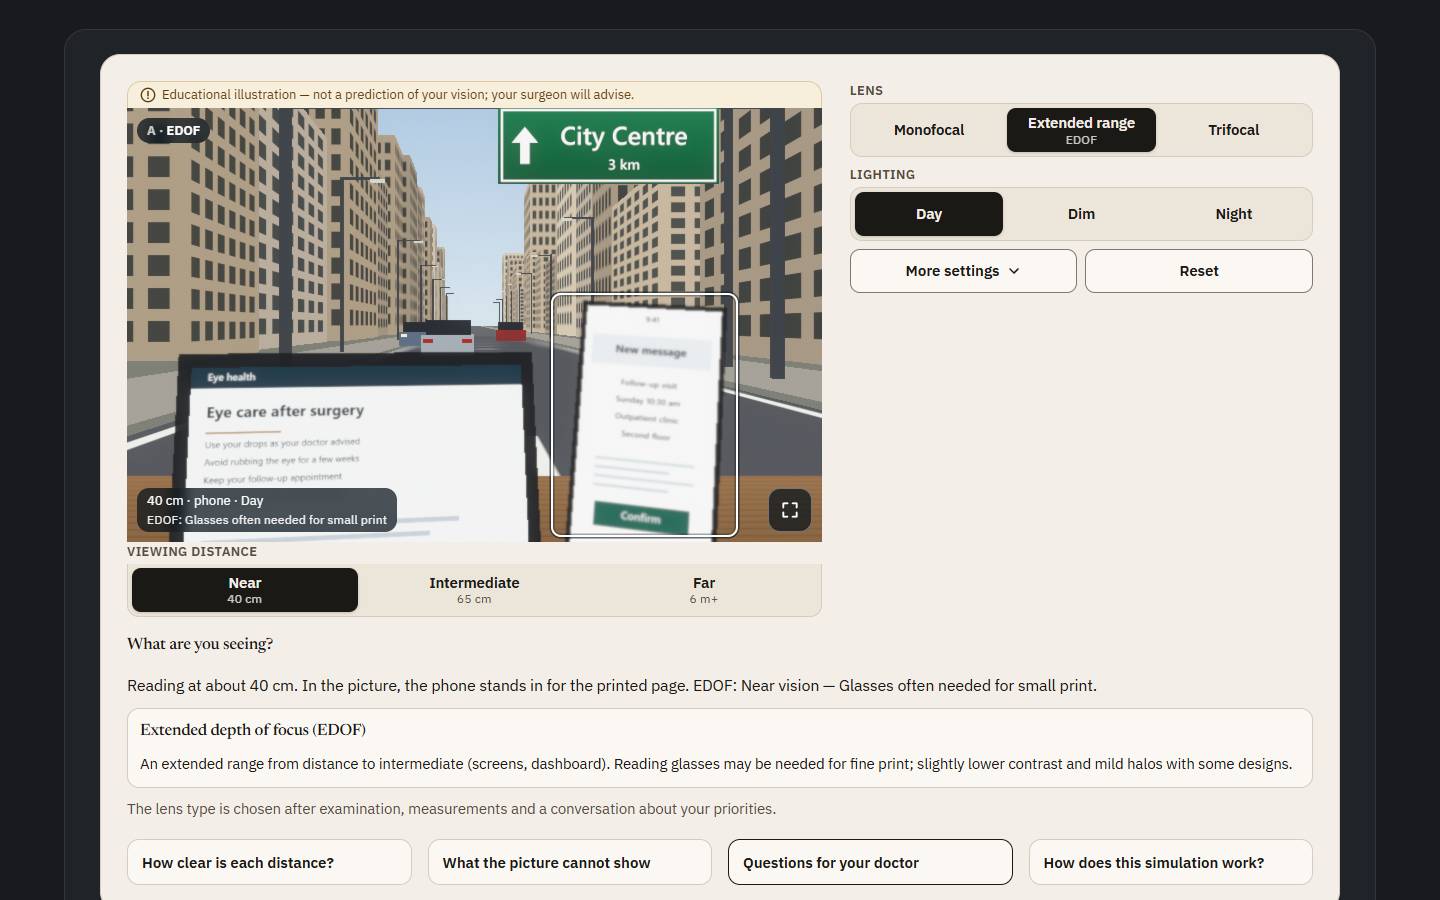 Educational illustration — not a prediction of your vision; your surgeon will advise.
A · EDOF
City Centre
3 km
Eye health
Eye care after surgery
Use your drops as your doctor advised
Avoid rubbing the eye for a few weeks
Keep your follow-up appointment
9:41
New message
Follow-up visit
Sunday 10:30 am
Outpatient clinic
Second floor
Confirm
40 cm · phone · Day
EDOF: Glasses often needed for small print
VIEWING DISTANCE
Near
40 cm
Intermediate
65 cm
Far
6 m+
LENS
Monofocal
Extended range
EDOF
Trifocal
LIGHTING
Day
Dim
Night
More settings
Reset
What are you seeing?
Reading at about 40 cm. In the picture, the phone stands in for the printed page. EDOF: Near vision — Glasses often needed for small print.
Extended depth of focus (EDOF)
An extended range from distance to intermediate (screens, dashboard). Reading glasses may be needed for fine print; slightly lower contrast and mild halos with some designs.
The lens type is chosen after examination, measurements and a conversation about your priorities.
How clear is each distance?
What the picture cannot show
Questions for your doctor
How does this simulation work?